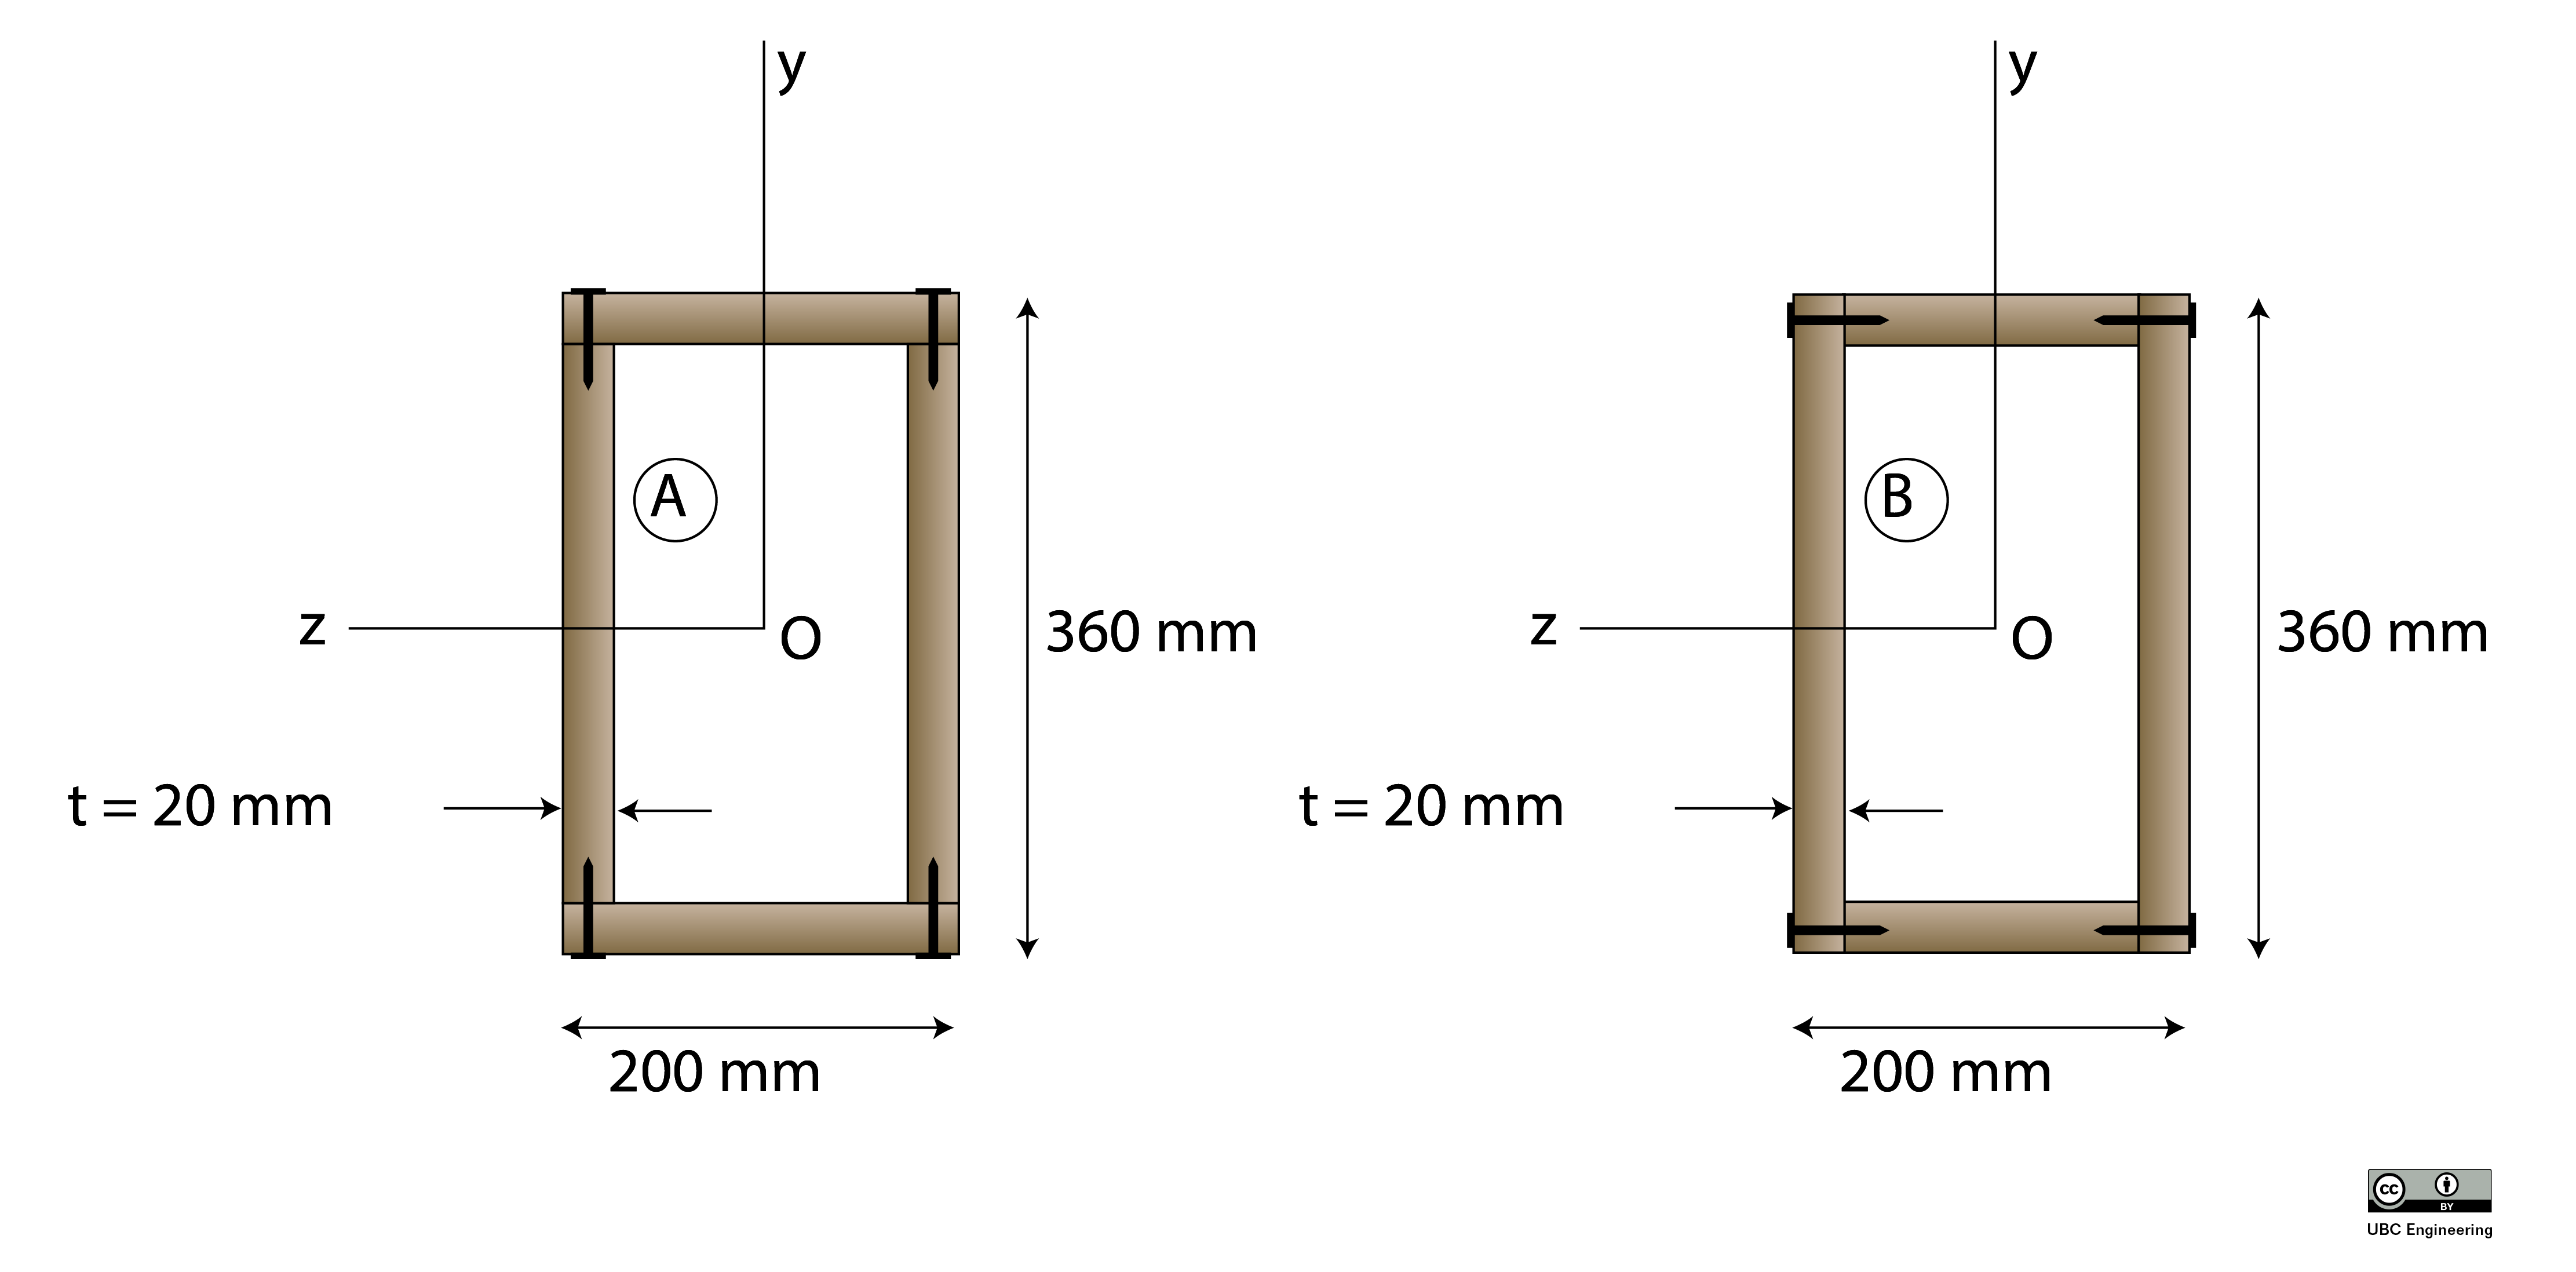 y
A
z
O
360 mm
t = 20 mm
200 mm
y
B
z
O
360 mm
t = 20 mm
200 mm
cc
BY
UBC Engineering